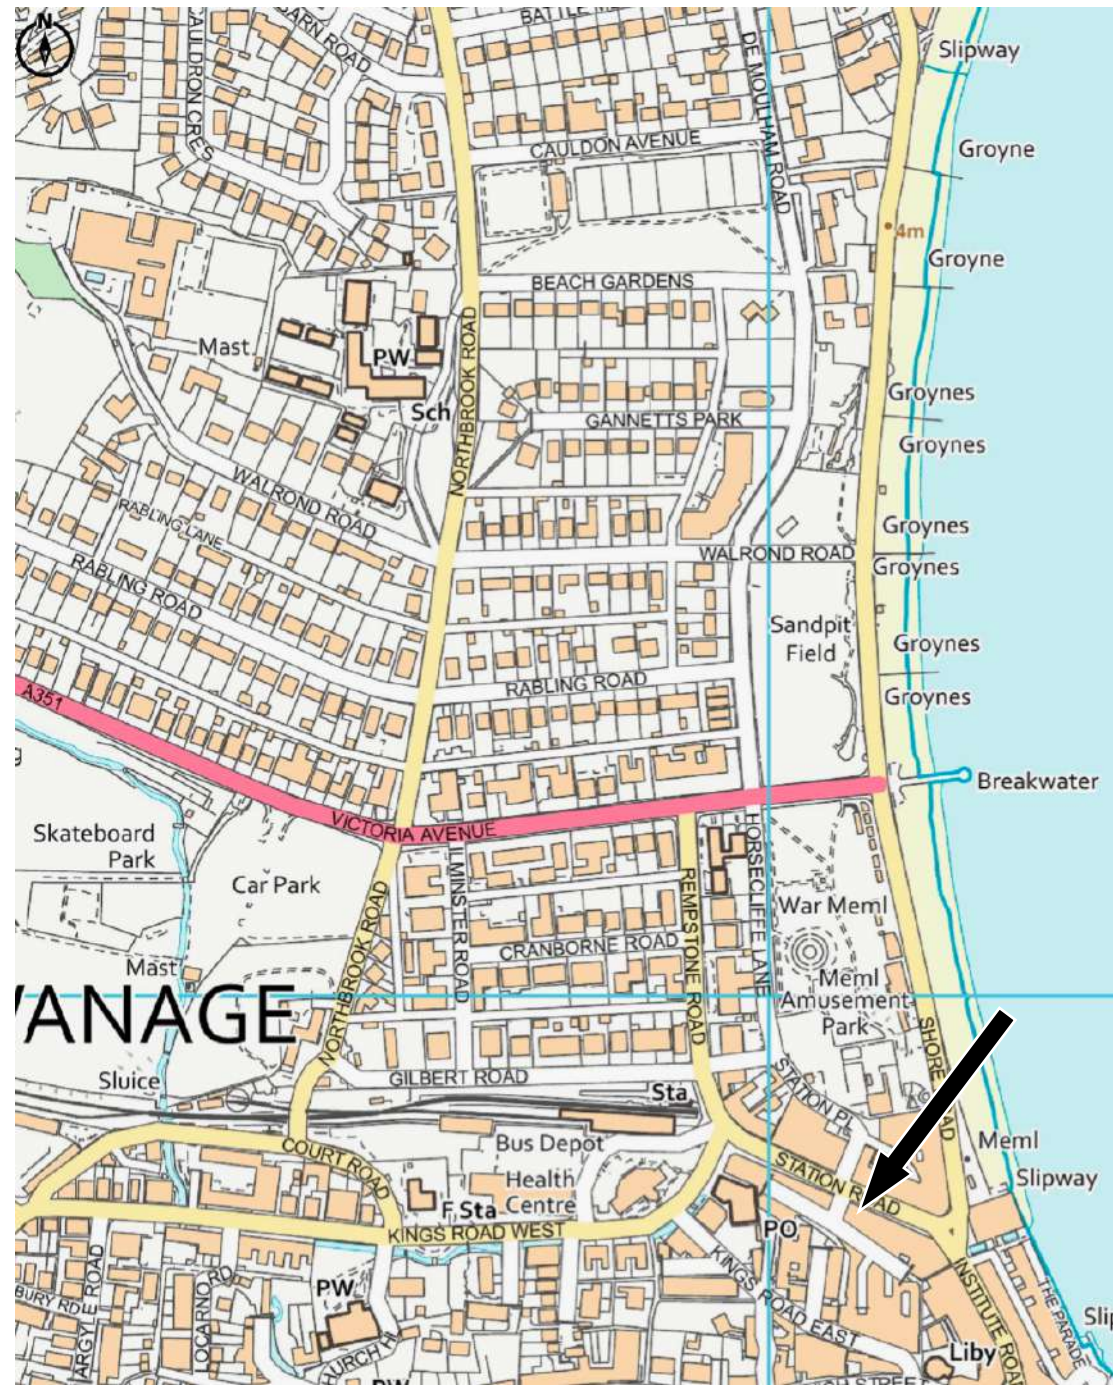 N
BATTLE
Slipway
CAULDRON CRES
DE MOULHAM ROAD
CAULDON AVENUE
Groyne
4m
Groyne
BEACH GARDENS
Mast
PW
Sch
NORTHBROOK ROAD
Groynes
GANNETTS PARK
Groynes
WALROND ROAD
RABLING LANE
Groynes
WALROND ROAD
Groynes
RABLING ROAD
Sandpit
Field
Groynes
RABLING ROAD
Groynes
A351
Breakwater
VICTORIA AVENUE
Skateboard
Park
Car Park
HORSECLIFFE LANE
REMPSTONE ROAD
War Meml
CRANBORNE ROAD
ILMINSTER ROAD
NORTHBROOK ROAD
Mast
Meml
Amusement
Park
VANAGE
SHORE ROAD
Sluice
GILBERT ROAD
Sta
STATION PL
Bus Depot
Meml
COURT ROAD
Health
Centre
STATION ROAD
Slipway
F Sta
KINGS ROAD WEST
PO
KINGS ROAD EAST
PW
INSTITUTE ROAD
THE PARADE
ARGYLE ROAD
LOCARNO RD
BURY RD
Slip
CHURCH HI
Liby
PW
STREET